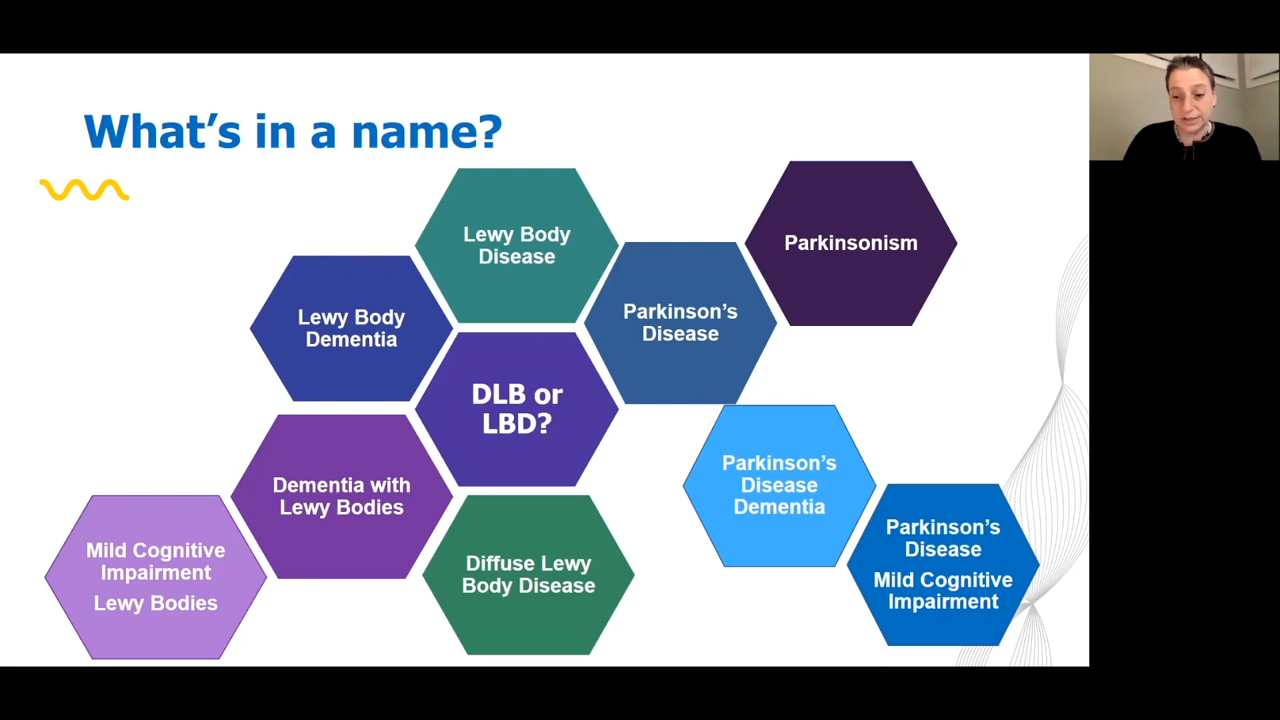 What's in a name?
Lewy Body
Disease
Parkinsonism
Lewy Body
Dementia
Parkinson's
Disease
DLB or
LBD?
Dementia with
Lewy Bodies
Parkinson's
Disease
Dementia
Mild Cognitive
Impairment
Lewy Bodies
Diffuse Lewy
Body Disease
Parkinson's
Disease
Mild Cognitive
Impairment